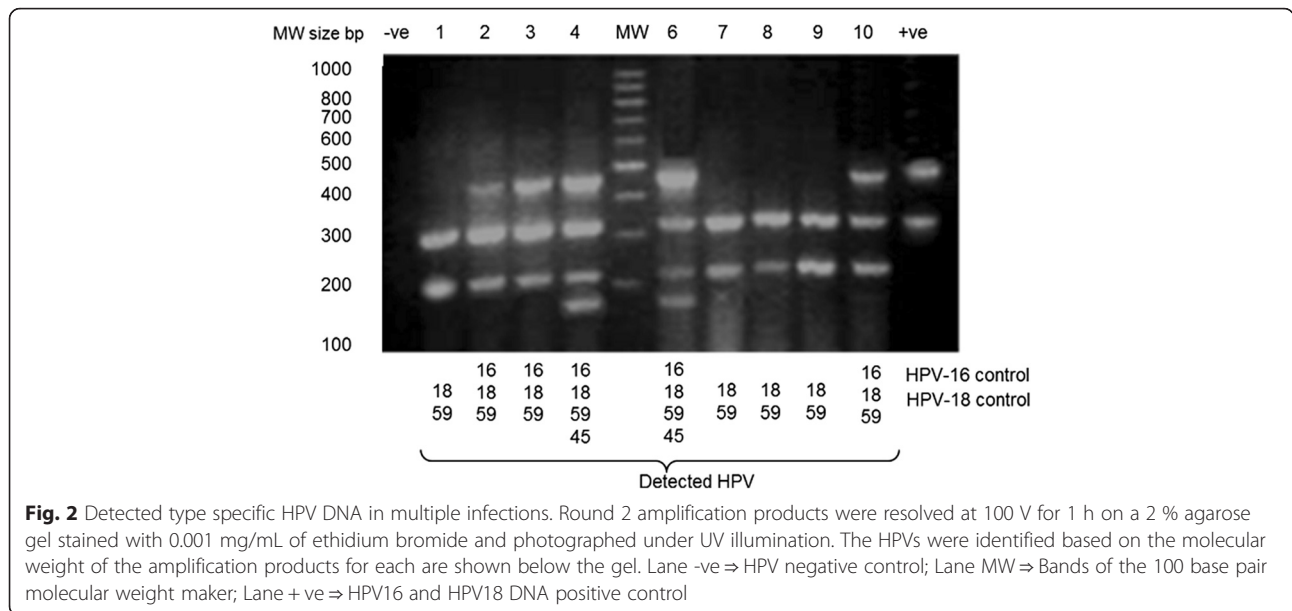 MW size bp -ve 1 2 3 4 MW 6 7 8 9 10 +ve
1000
800
700
600
500
400
300
200
100
16 16 16 16 16 HPV-16 control
18 18 18 18 18 18 18 18 18 HPV-18 control
59 59 59 59 59 59 59 59 59
45 45
Detected HPV
Fig. 2 Detected type specific HPV DNA in multiple infections. Round 2 amplification products were resolved at 100 V for 1 h on a 2 % agarose
gel stained with 0.001 mg/mL of ethidium bromide and photographed under UV illumination. The HPVs were identified based on the molecular
weight of the amplification products for each are shown below the gel. Lane -ve ⇒ HPV negative control; Lane MW ⇒ Bands of the 100 base pair
molecular weight maker; Lane + ve ⇒ HPV16 and HPV18 DNA positive control